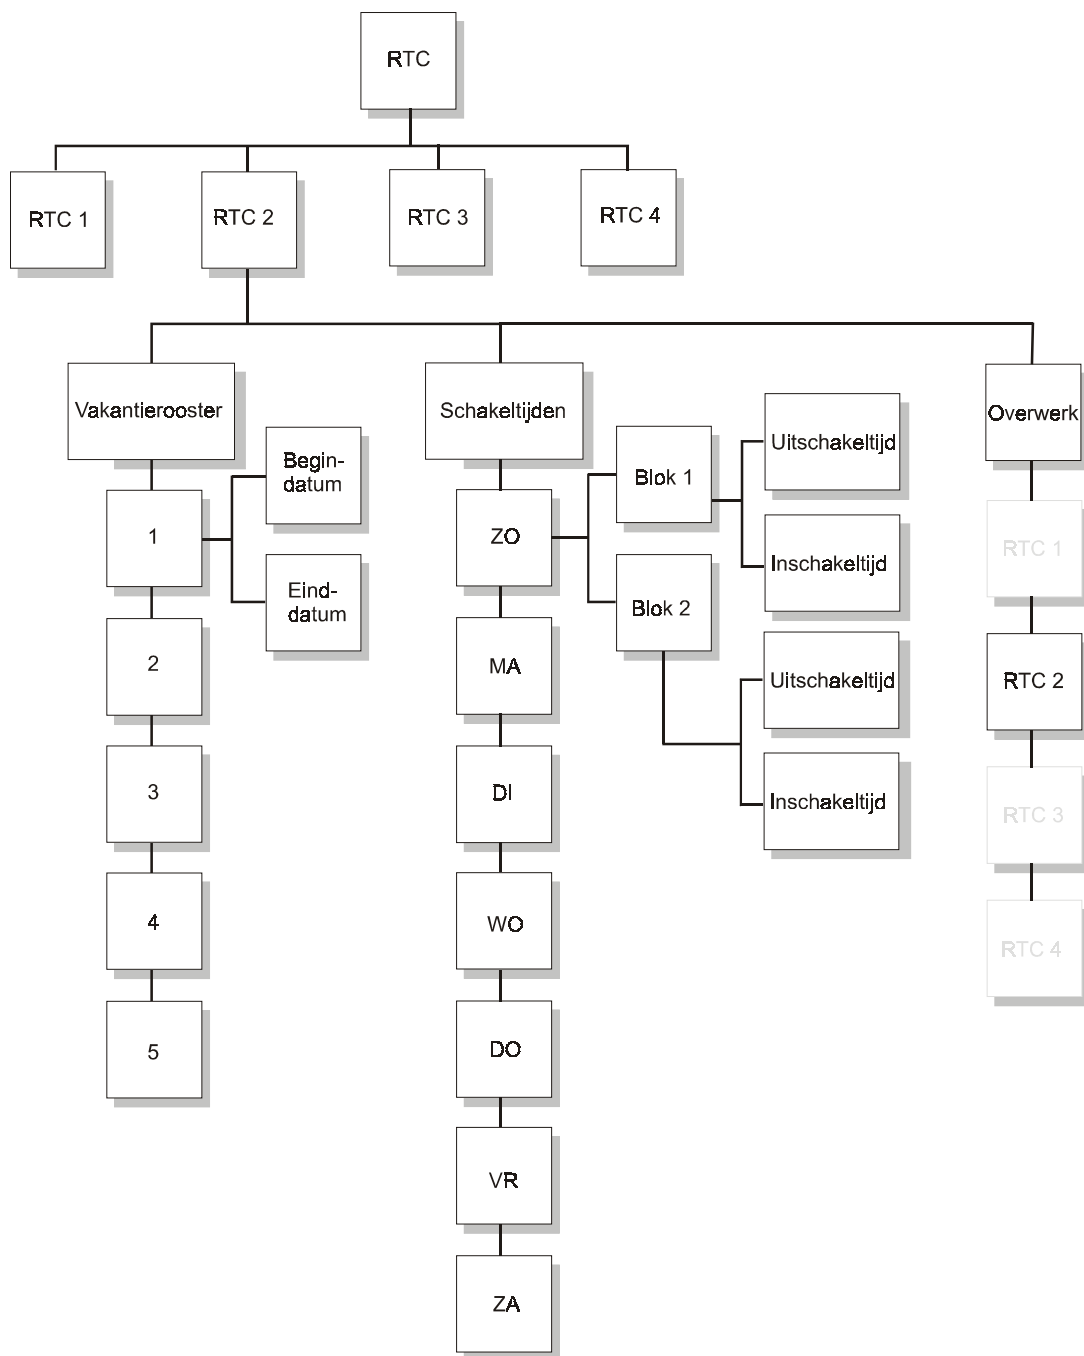 RTC
RTC 1
RTC 2
RTC 3
RTC 4
Vakantierooster
Schakeltijden
Overwerk
1
Begin-
datum
Eind-
datum
2
3
4
5
ZO
Blok 1
Uitschakeltijd
Inschakeltijd
Blok 2
Uitschakeltijd
Inschakeltijd
MA
DI
WO
DO
VR
ZA
RTC 1
RTC 2
RTC 3
RTC 4